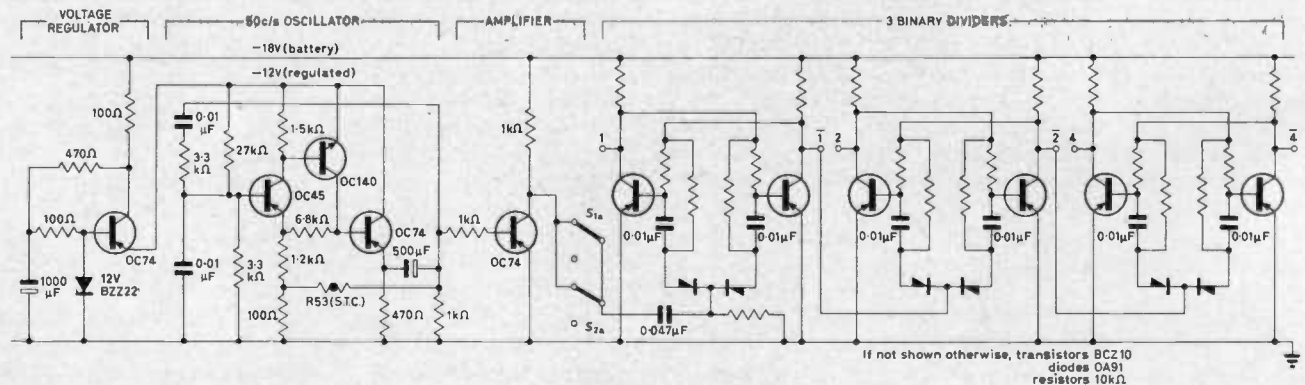 VOLTAGE
REGULATOR
50c/s OSCILLATOR
AMPLIFIER
3 BINARY DIVIDERS
-18V (battery)
-12V (regulated)
100Ω
470Ω
100Ω
OC74
1000
μF
12V
BZZ22
0·01
μF
3·3
kΩ
27kΩ
1·5kΩ
OC140
OC45
6·8kΩ
OC74
500μF
0·01
μF
3·3
kΩ
1·2kΩ
R53(S.T.C.)
100Ω
470Ω
1kΩ
1kΩ
1kΩ
OC74
S1a
S2a
0·047μF
1
0·01μF
0·01μF
1̅
2
0·01μF
0·01μF
2̅
4
0·01μF
0·01μF
4̅
If not shown otherwise, transistors BCZ10
diodes OA91
resistors 10kΩ